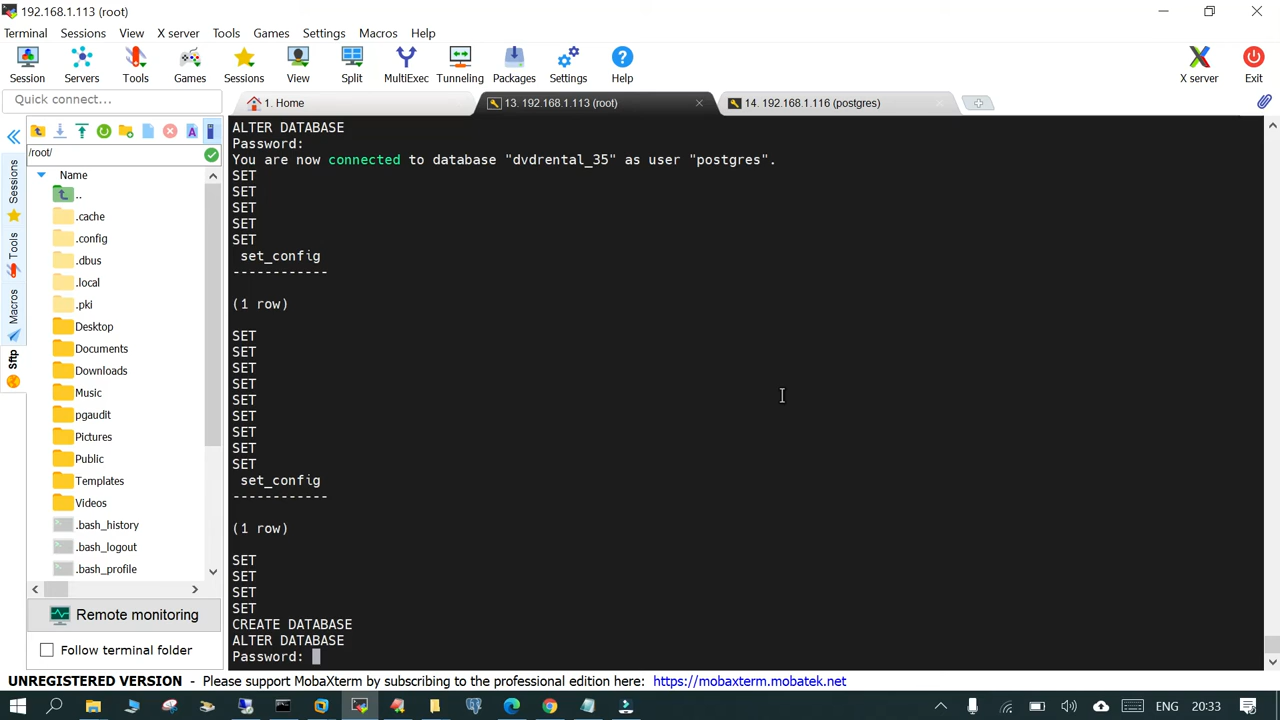 192.168.1.113 (root)
Terminal Sessions View X server Tools Games Settings Macros Help
Session Servers Tools Games Sessions View Split MultiExec Tunneling Packages Settings Help X server Exit
Quick connect...
1. Home
13. 192.168.1.113 (root)
14. 192.168.1.116 (postgres)
/root/
Name
..
.cache
.config
.dbus
.local
.pki
Desktop
Documents
Downloads
Music
pgaudit
Pictures
Public
Templates
Videos
.bash_history
.bash_logout
.bash_profile
Sessions
Tools
Macros
Sftp
Remote monitoring
Follow terminal folder
ALTER DATABASE
Password:
You are now connected to database "dvdrental_35" as user "postgres".
SET
SET
SET
SET
SET
set_config
------------
(1 row)
SET
SET
SET
SET
SET
SET
SET
SET
SET
set_config
------------
(1 row)
SET
SET
SET
SET
CREATE DATABASE
ALTER DATABASE
Password:
UNREGISTERED VERSION - Please support MobaXterm by subscribing to the professional edition here: https://mobaxterm.mobatek.net
ENG 20:33